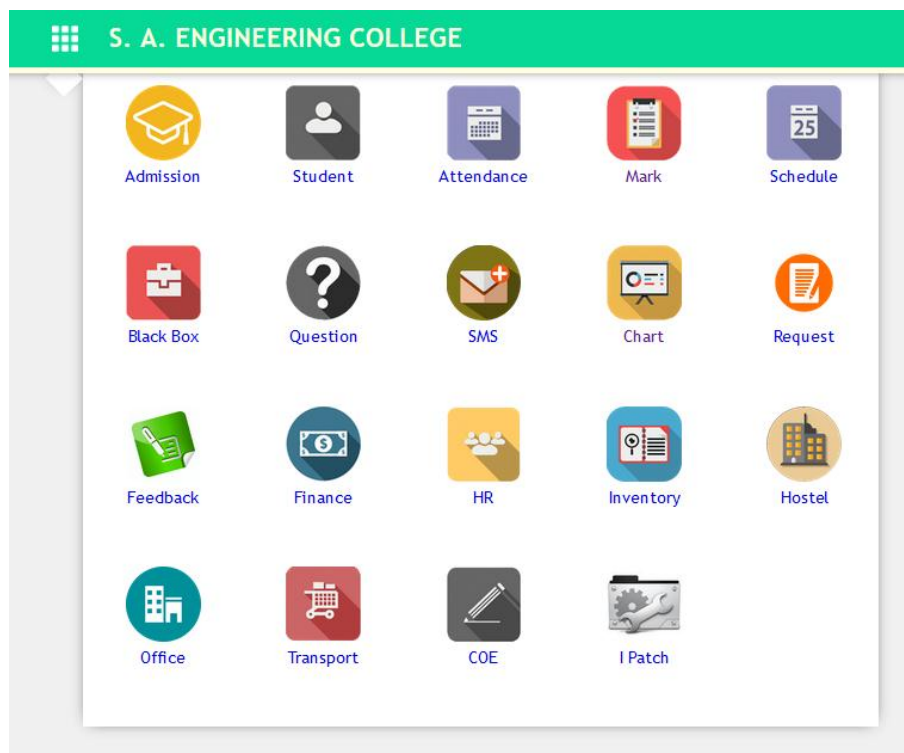 S. A. ENGINEERING COLLEGE
Admission Student Attendance Mark Schedule
25
Black Box Question SMS Chart Request
Feedback Finance HR Inventory Hostel
Office Transport COE I Patch